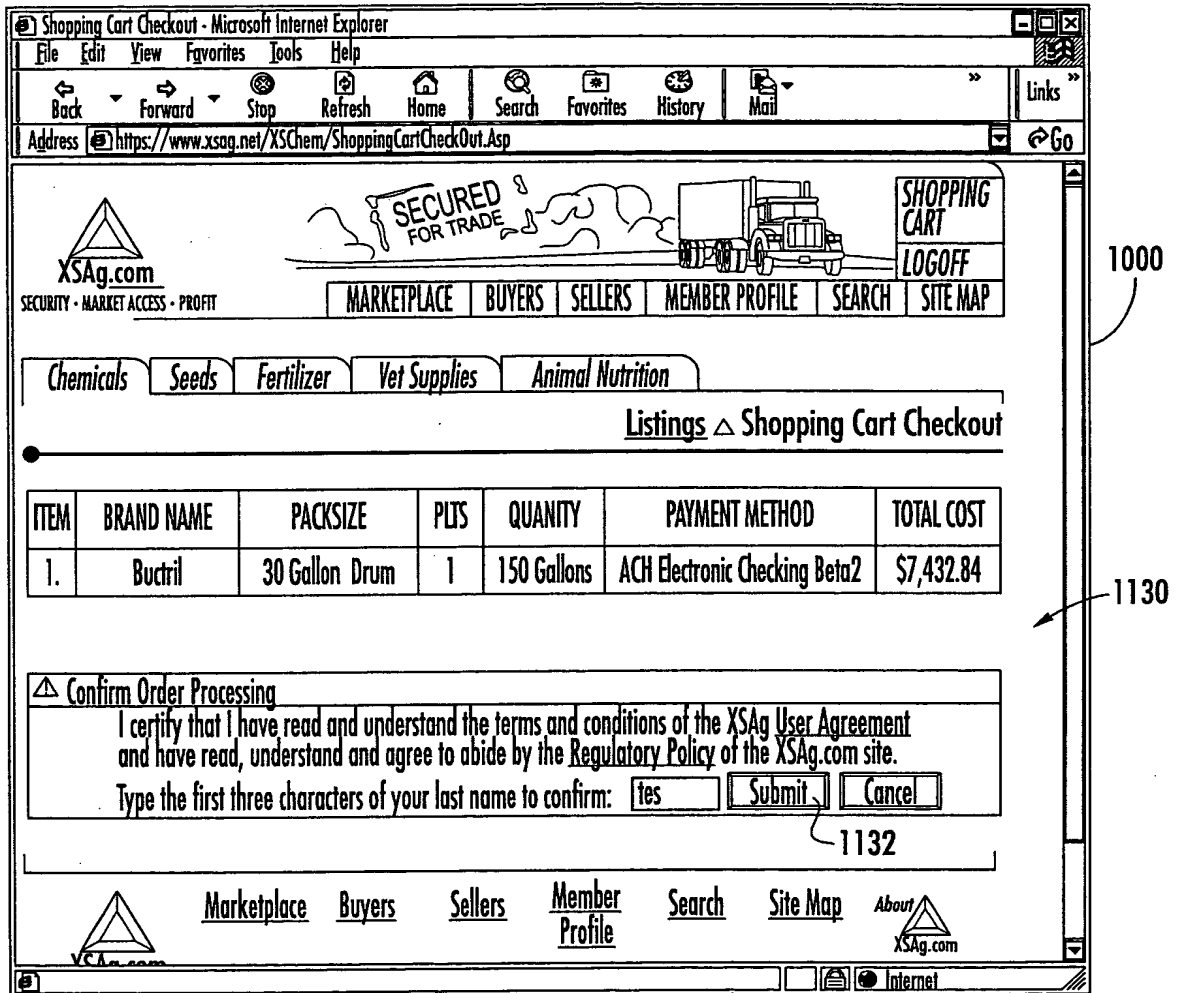 Shopping Cart Checkout - Microsoft Internet Explorer
File Edit View Favorites Tools Help
Back Forward Stop Refresh Home Search Favorites History Mail » Links »
Address https://www.xsag.net/XSChem/ShoppingCartCheckOut.Asp Go
SECURED
FOR TRADE
SHOPPING
CART
LOGOFF
XSAg.com
SECURITY • MARKET ACCESS • PROFIT
MARKETPLACE BUYERS SELLERS MEMBER PROFILE SEARCH SITE MAP
1000
Chemicals Seeds Fertilizer Vet Supplies Animal Nutrition
Listings △ Shopping Cart Checkout
ITEM BRAND NAME PACKSIZE PLTS QUANITY PAYMENT METHOD TOTAL COST
1. Buctril 30 Gallon Drum 1 150 Gallons ACH Electronic Checking Beta2 $7,432.84
1130
Confirm Order Processing
I certify that I have read and understand the terms and conditions of the XSAg User Agreement
and have read, understand and agree to abide by the Regulatory Policy of the XSAg.com site.
Type the first three characters of your last name to confirm: tes Submit Cancel
1132
Marketplace Buyers Sellers Member Profile Search Site Map About
XSAg.com
XSAg.com
Internet